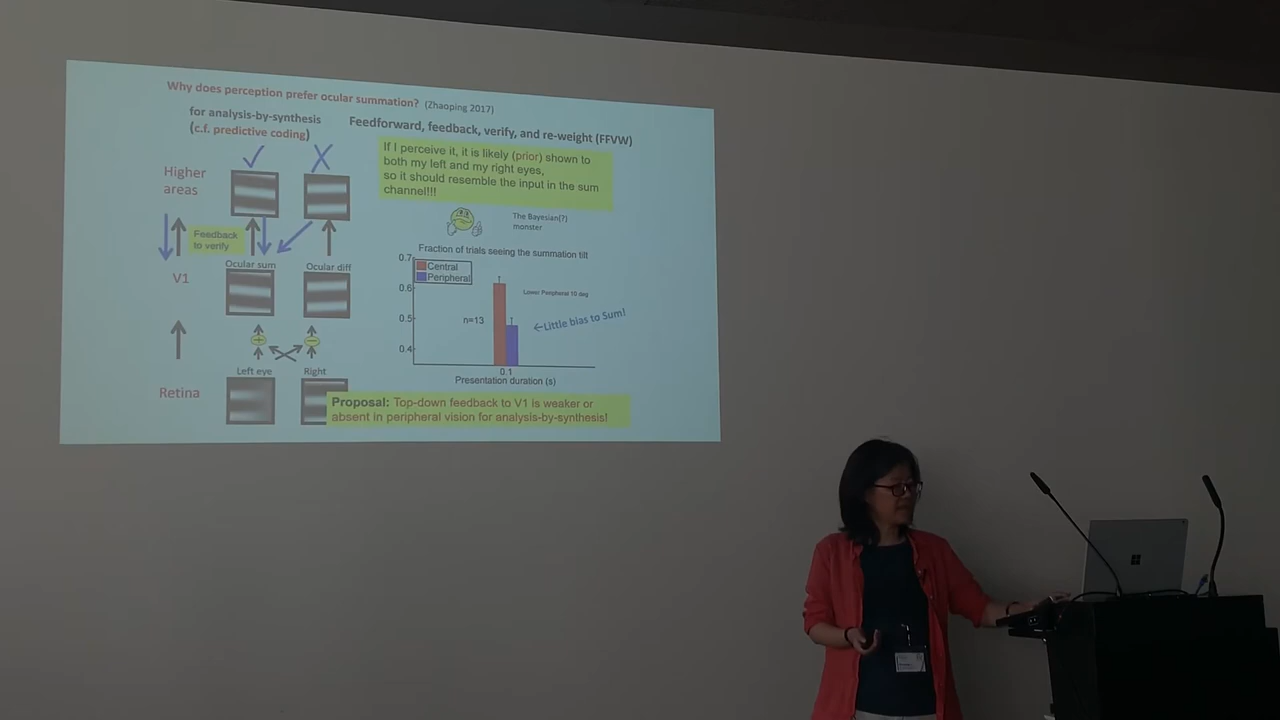 Why does perception prefer ocular summation? (Zhaoping 2017)
for analysis-by-synthesis
(c.f. predictive coding)
Feedforward, feedback, verify, and re-weight (FFVW)
If I perceive it, it is likely (prior) shown to
both my left and my right eyes,
so it should resemble the input in the sum
channel!!!
Higher
areas
The Bayesian(?)
monster
Feedback
to verify
Fraction of trials seeing the summation tilt
Ocular sum
Ocular diff
V1
0.7
0.6
0.5
0.4
Central
Peripheral
Lower Peripheral 10 deg
n=13
←Little bias to Sum!
0.1
Presentation duration (s)
+
−
Left eye
Right
Retina
Proposal: Top-down feedback to V1 is weaker or
absent in peripheral vision for analysis-by-synthesis!